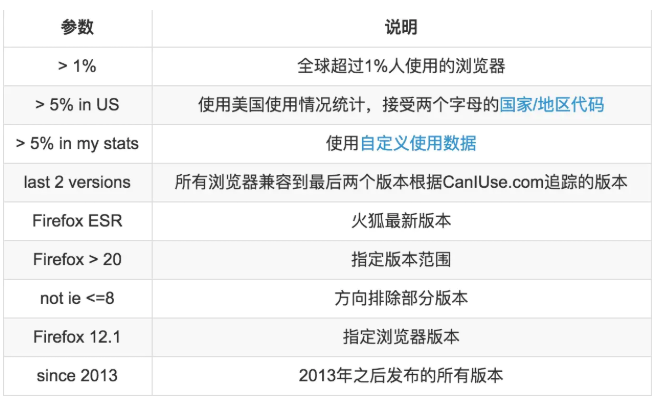 参数 说明
> 1% 全球超过1%人使用的浏览器
> 5% in US 使用美国使用情况统计，接受两个字母的国家/地区代码
> 5% in my stats 使用自定义使用数据
last 2 versions 所有浏览器兼容到最后两个版本根据CanIUse.com追踪的版本
Firefox ESR 火狐最新版本
Firefox > 20 指定版本范围
not ie <=8 方向排除部分版本
Firefox 12.1 指定浏览器版本
since 2013 2013年之后发布的所有版本